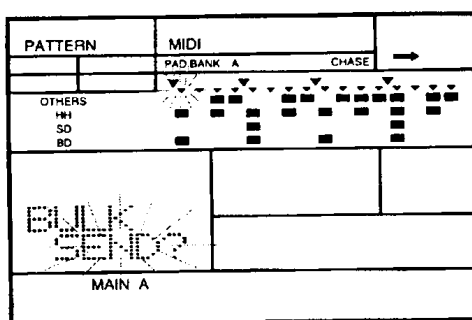 PATTERN
MIDI
PAD.BANK A
CHASE
OTHERS
HH
SD
BD
BULK
SEND?
MAIN A